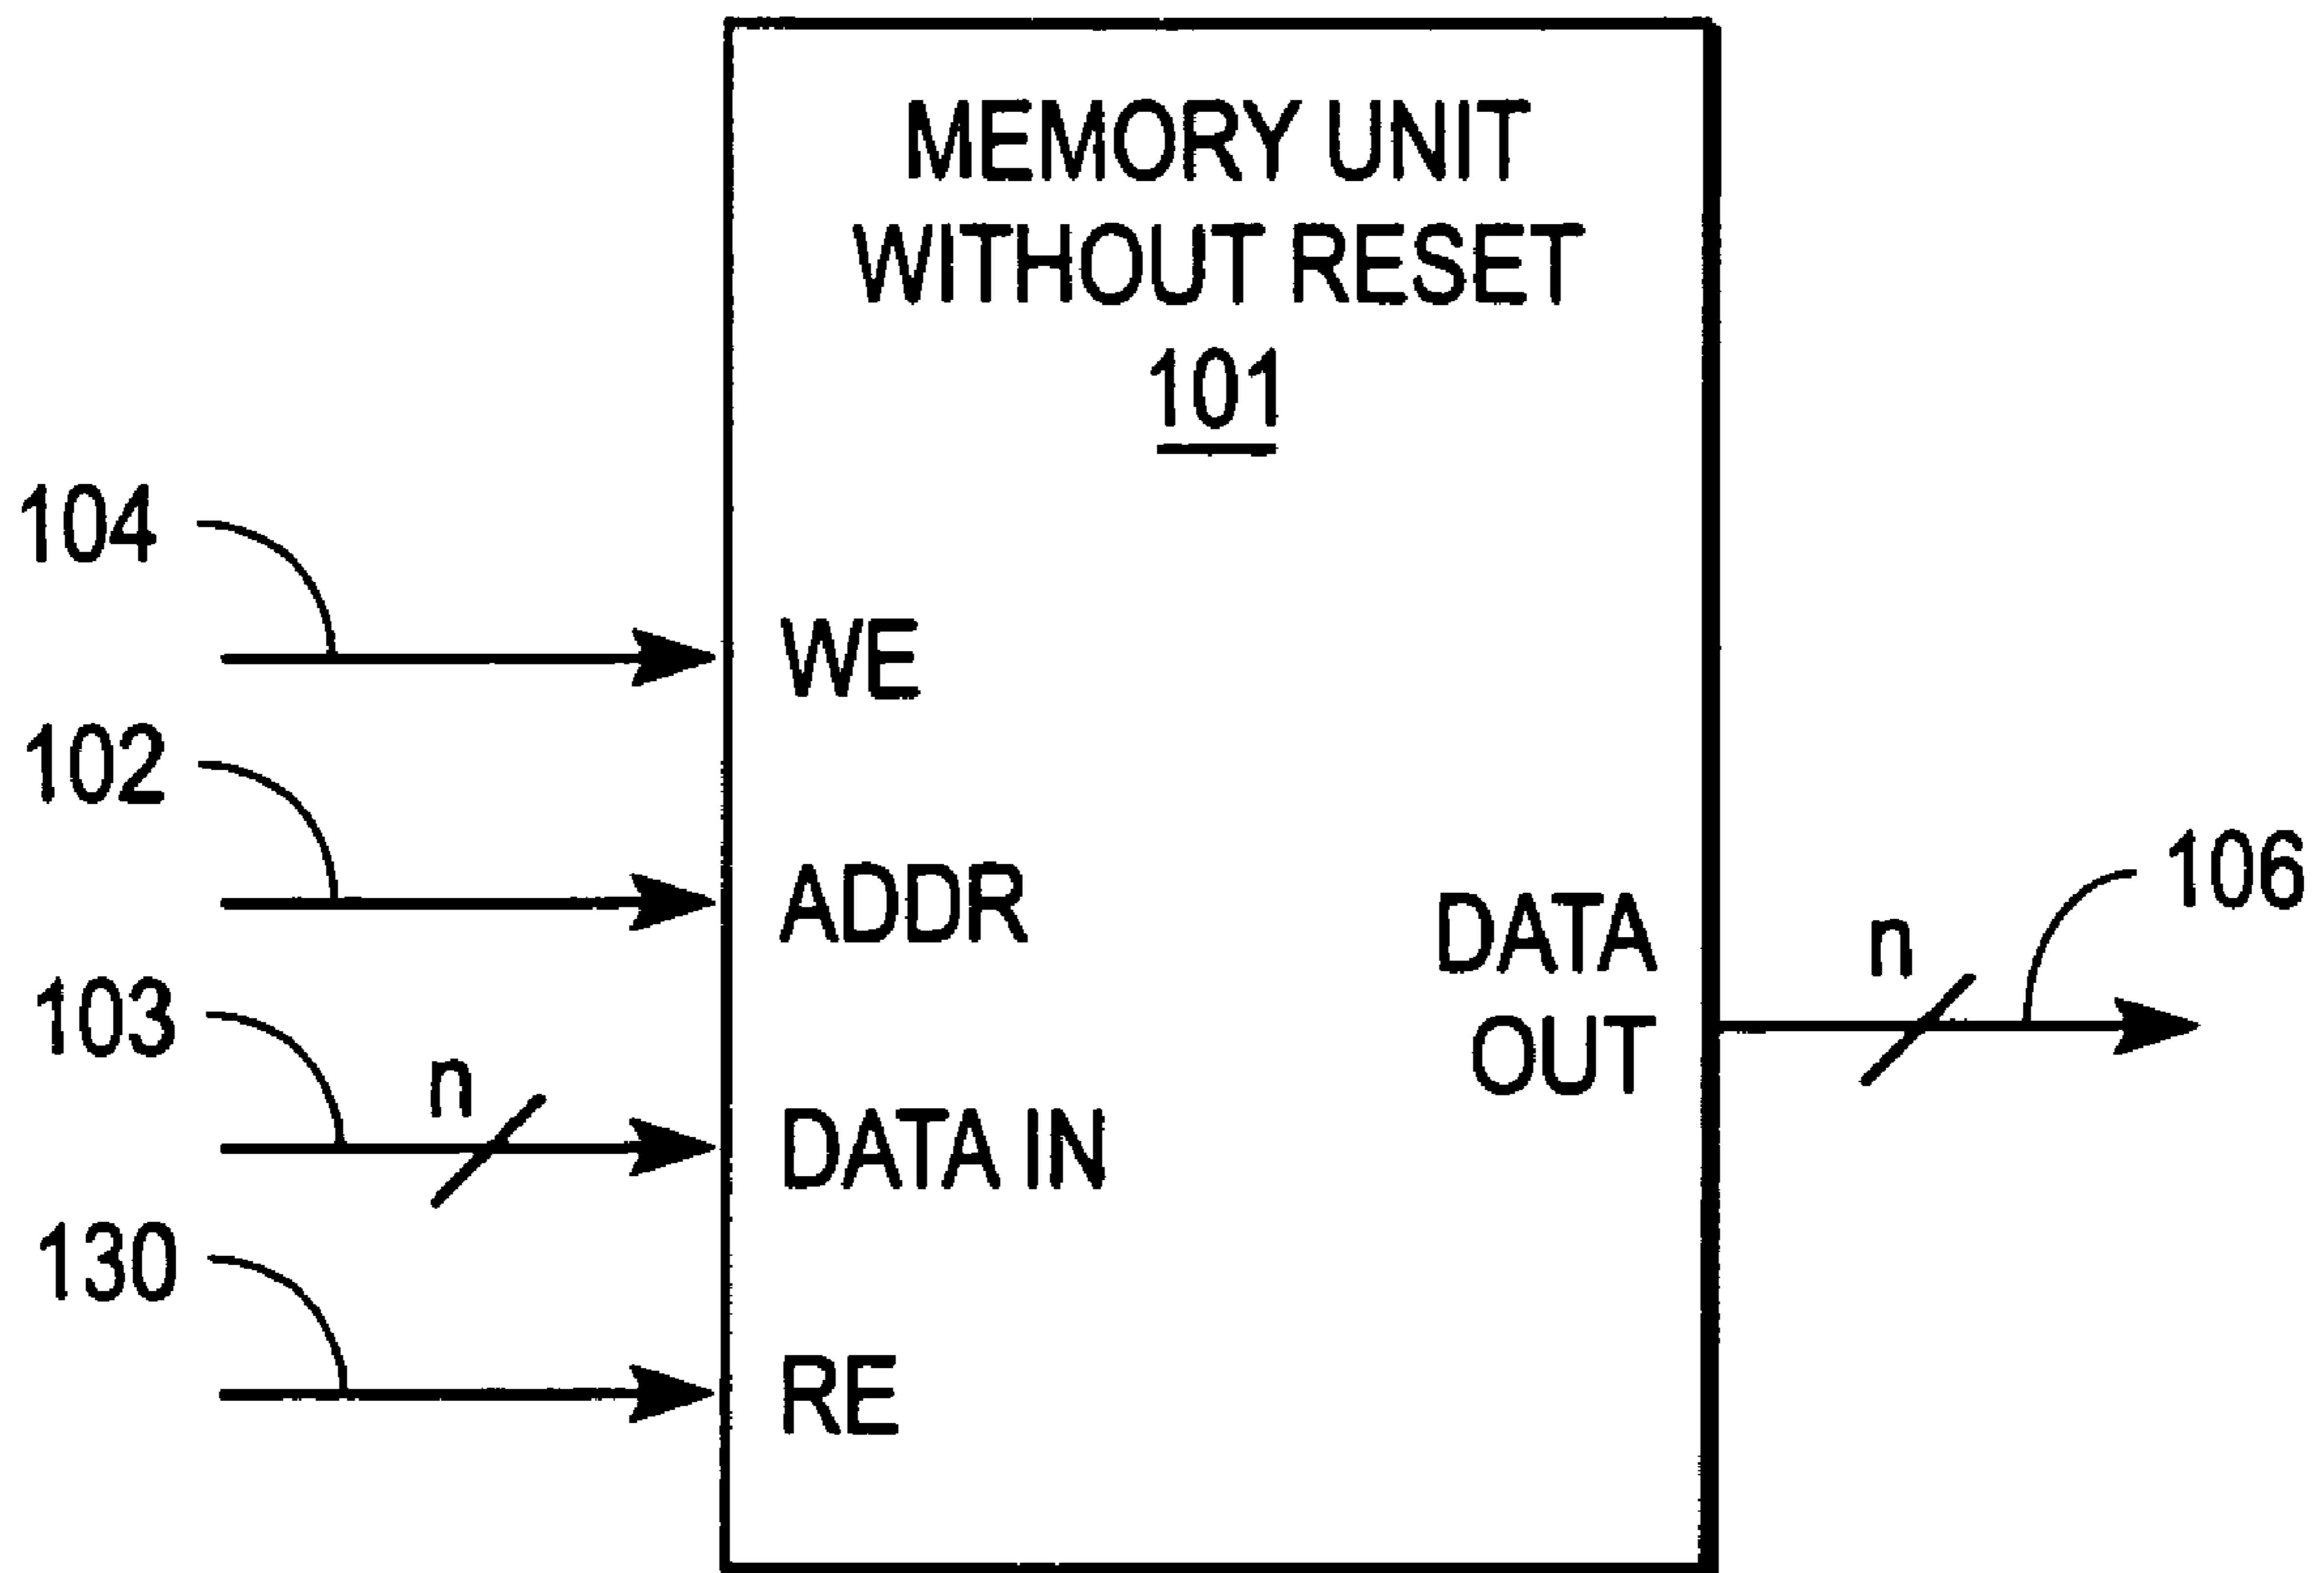 MEMORY UNIT
WITHOUT RESET
101
104
WE
102
ADDR
103
n
DATA IN
130
RE
DATA
OUT
n
106